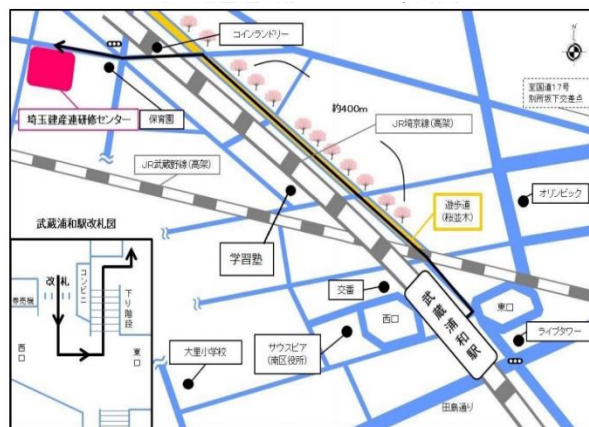 コインランドリー
至国道17号
別所坂下交差点
約400m
埼玉建産連研修センター
保育園
JR埼京線(高架)
JR武蔵野線(高架)
オリンピック
遊歩道
(桜並木)
武蔵浦和駅改札図
学習塾
改札
コンビニ
券売機
下り階段
西口
東口
交番
武蔵浦和駅
東口
西口
サウスピア
(南区役所)
ライブタワー
大里小学校
田島通り